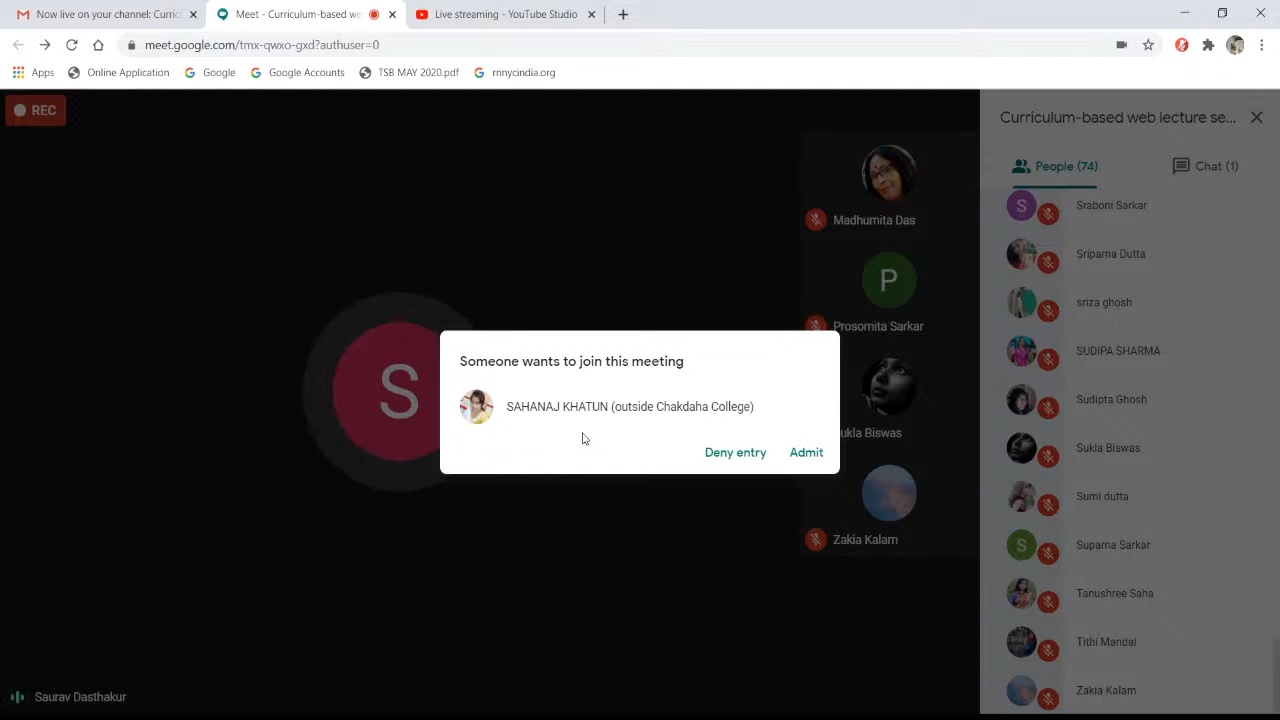 Now live on your channel: Curric
Meet - Curriculum-based we
Live streaming - YouTube Studio
meet.google.com/tmx-qwxo-gxd?authuser=0
Apps
Online Application
Google
Google Accounts
TSB MAY 2020.pdf
rnnycindia.org
REC
Curriculum-based web lecture se...
People (74)
Chat (1)
Madhumita Das
P
Prosomita Sarkar
ukla Biswas
Zakia Kalam
S
Saurav Dasthakur
Someone wants to join this meeting
SAHANAJ KHATUN (outside Chakdaha College)
Deny entry
Admit
S
Sraboni Sarkar
Sriparna Dutta
sriza ghosh
SUDIPA SHARMA
Sudipta Ghosh
Sukla Biswas
Sumi dutta
S
Suparna Sarkar
Tanushree Saha
Tithi Mandal
Zakia Kalam